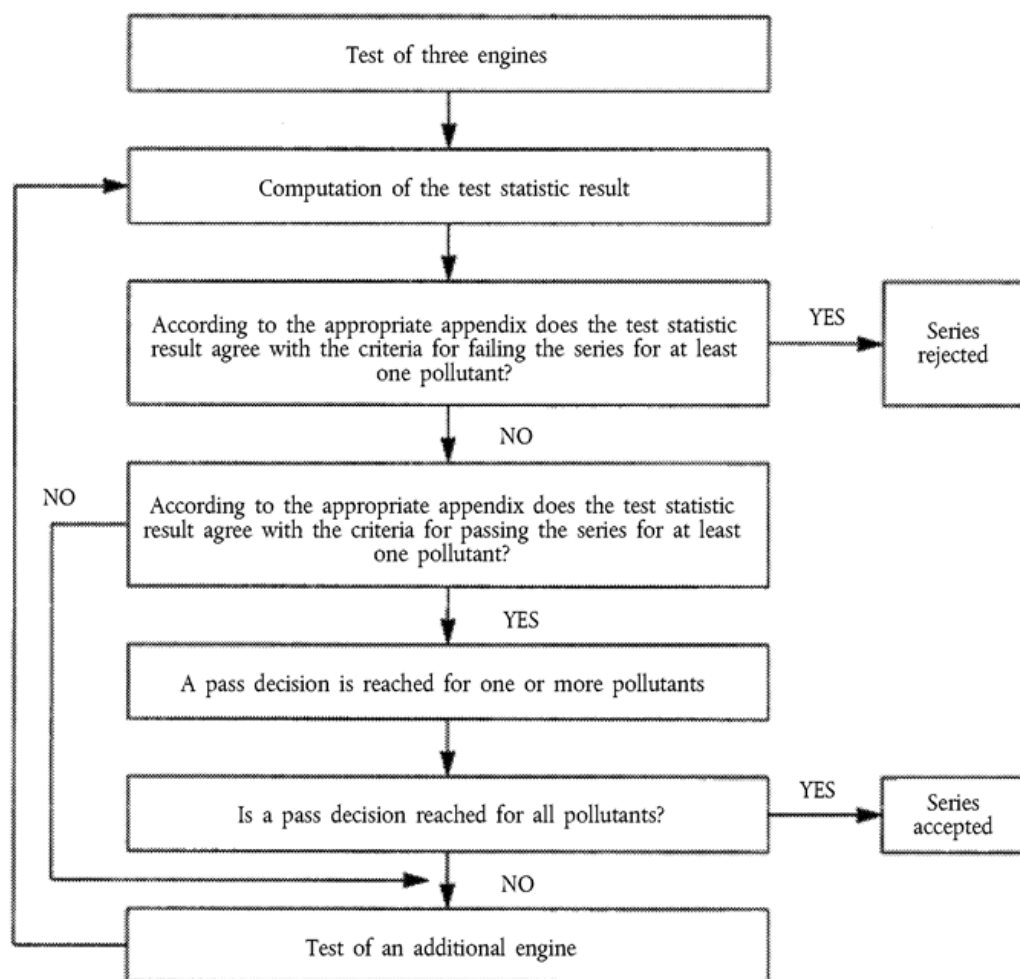 Test of three engines
Computation of the test statistic result
According to the appropriate appendix does the test statistic
result agree with the criteria for failing the series for at least
one pollutant?
YES
Series
rejected
NO
NO
According to the appropriate appendix does the test statistic
result agree with the criteria for passing the series for at least
one pollutant?
YES
A pass decision is reached for one or more pollutants
Is a pass decision reached for all pollutants?
YES
Series
accepted
NO
Test of an additional engine